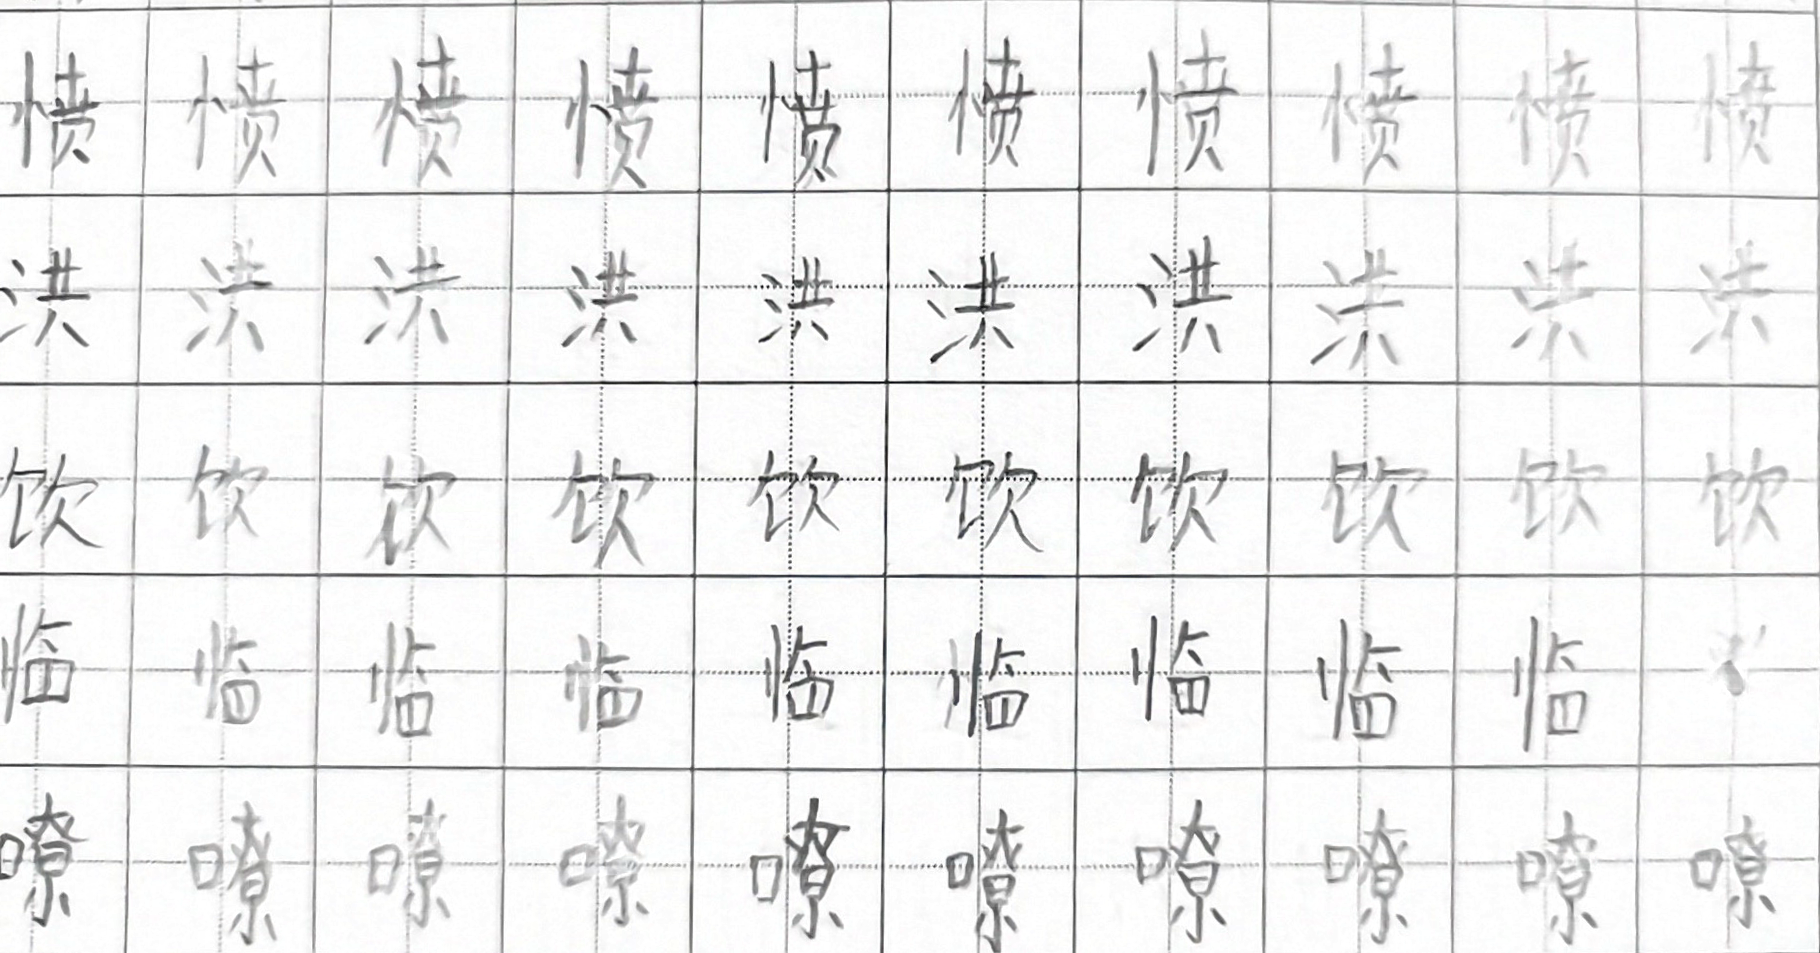 愤愤愤愤愤愤愤愤愤愤
洪洪洪洪洪洪洪洪洪洪
饮饮饮饮饮饮饮饮饮饮
临临临临临临临临临
嘹嘹嘹嘹嘹嘹嘹嘹嘹嘹